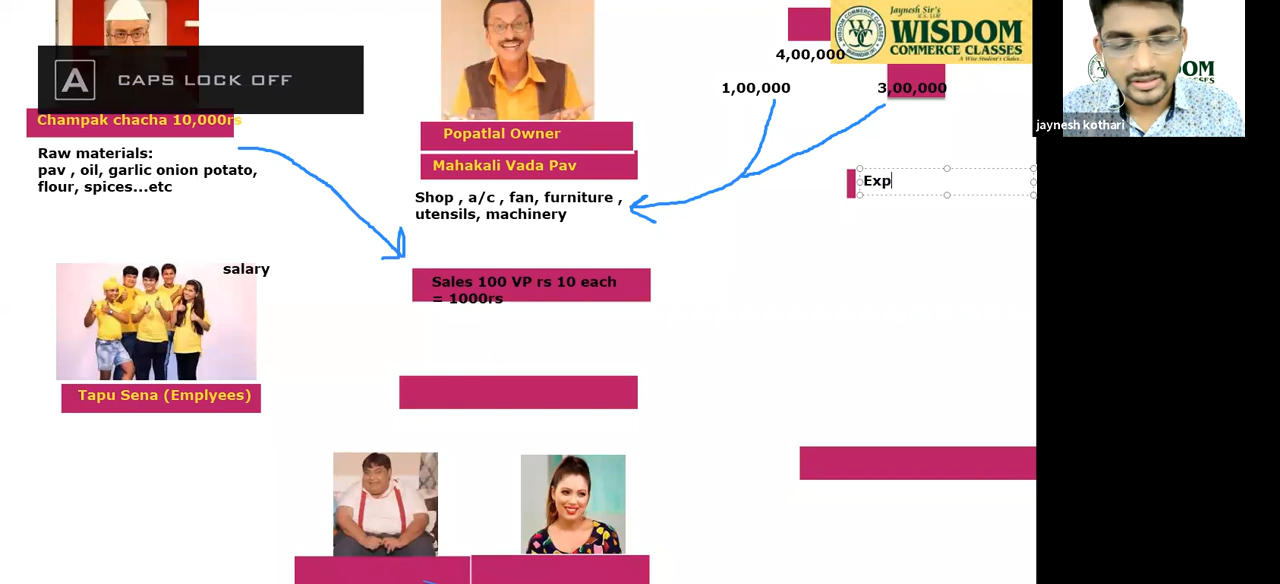 CAPS LOCK OFF
A
Champak chacha 10,000rs
Raw materials:
pav , oil, garlic onion potato,
flour, spices...etc
Popatlal Owner
Mahakali Vada Pav
Shop , a/c , fan, furniture ,
utensils, machinery
4,00,000
1,00,000
3,00,000
Jaynesh Sir's
WISDOM
COMMERCE CLASSES
A Wise Student's Choice..
DOM
jaynesh kothari
Exp
salary
Sales 100 VP rs 10 each
= 1000rs
Tapu Sena (Emplyees)